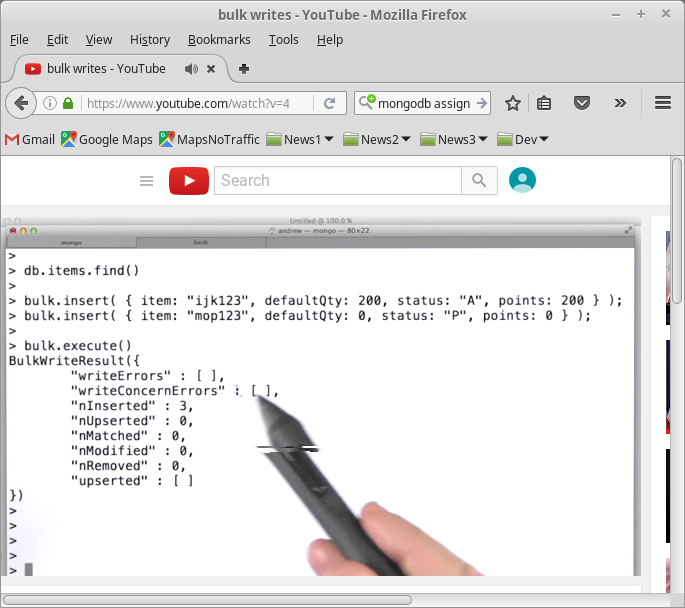 bulk writes - YouTube - Mozilla Firefox
File Edit View History Bookmarks Tools Help
bulk writes - YouTube
https://www.youtube.com/watch?v=4 mongodb assign
Gmail Google Maps MapsNoTraffic News1 News2 News3 Dev
Search
Untitled @ 100.0 %
andrew — mongo — 80×22
mongo bash
>
> db.items.find()
>
> bulk.insert( { item: "ijk123", defaultQty: 200, status: "A", points: 200 } );
> bulk.insert( { item: "mop123", defaultQty: 0, status: "P", points: 0 } );
>
> bulk.execute()
BulkWriteResult({
"writeErrors" : [ ],
"writeConcernErrors" : [ ],
"nInserted" : 3,
"nUpserted" : 0,
"nMatched" : 0,
"nModified" : 0,
"nRemoved" : 0,
"upserted" : [ ]
})
>
>
>
>
>